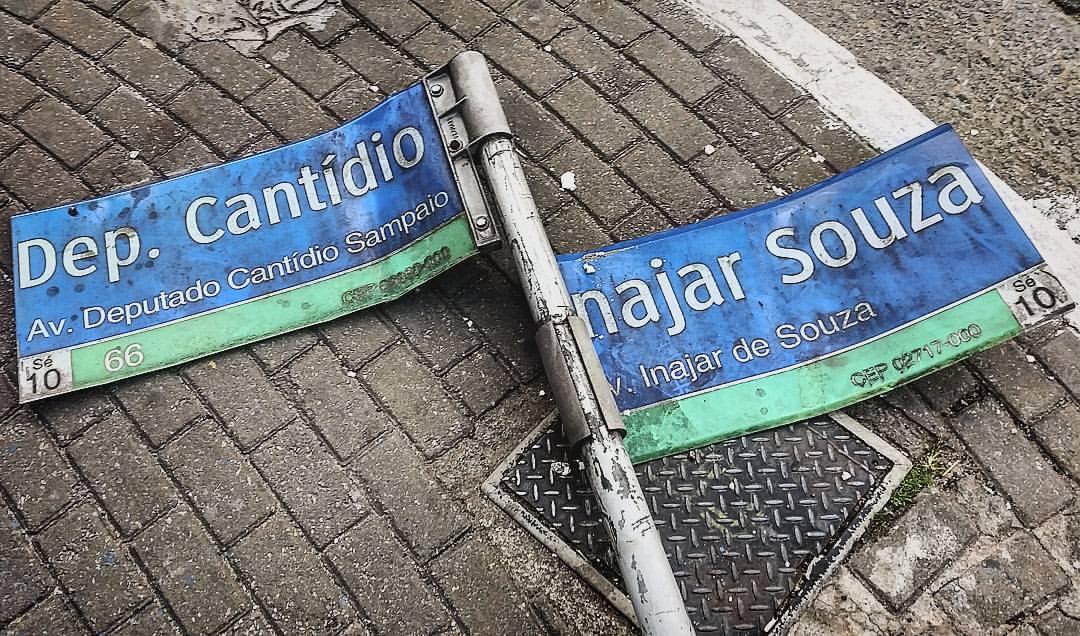 Dep. Cantídio
Av. Deputado Cantídio Sampaio
Sé
10
66
najar Souza
v. Inajar de Souza
CEP 02717-000
Sé
10